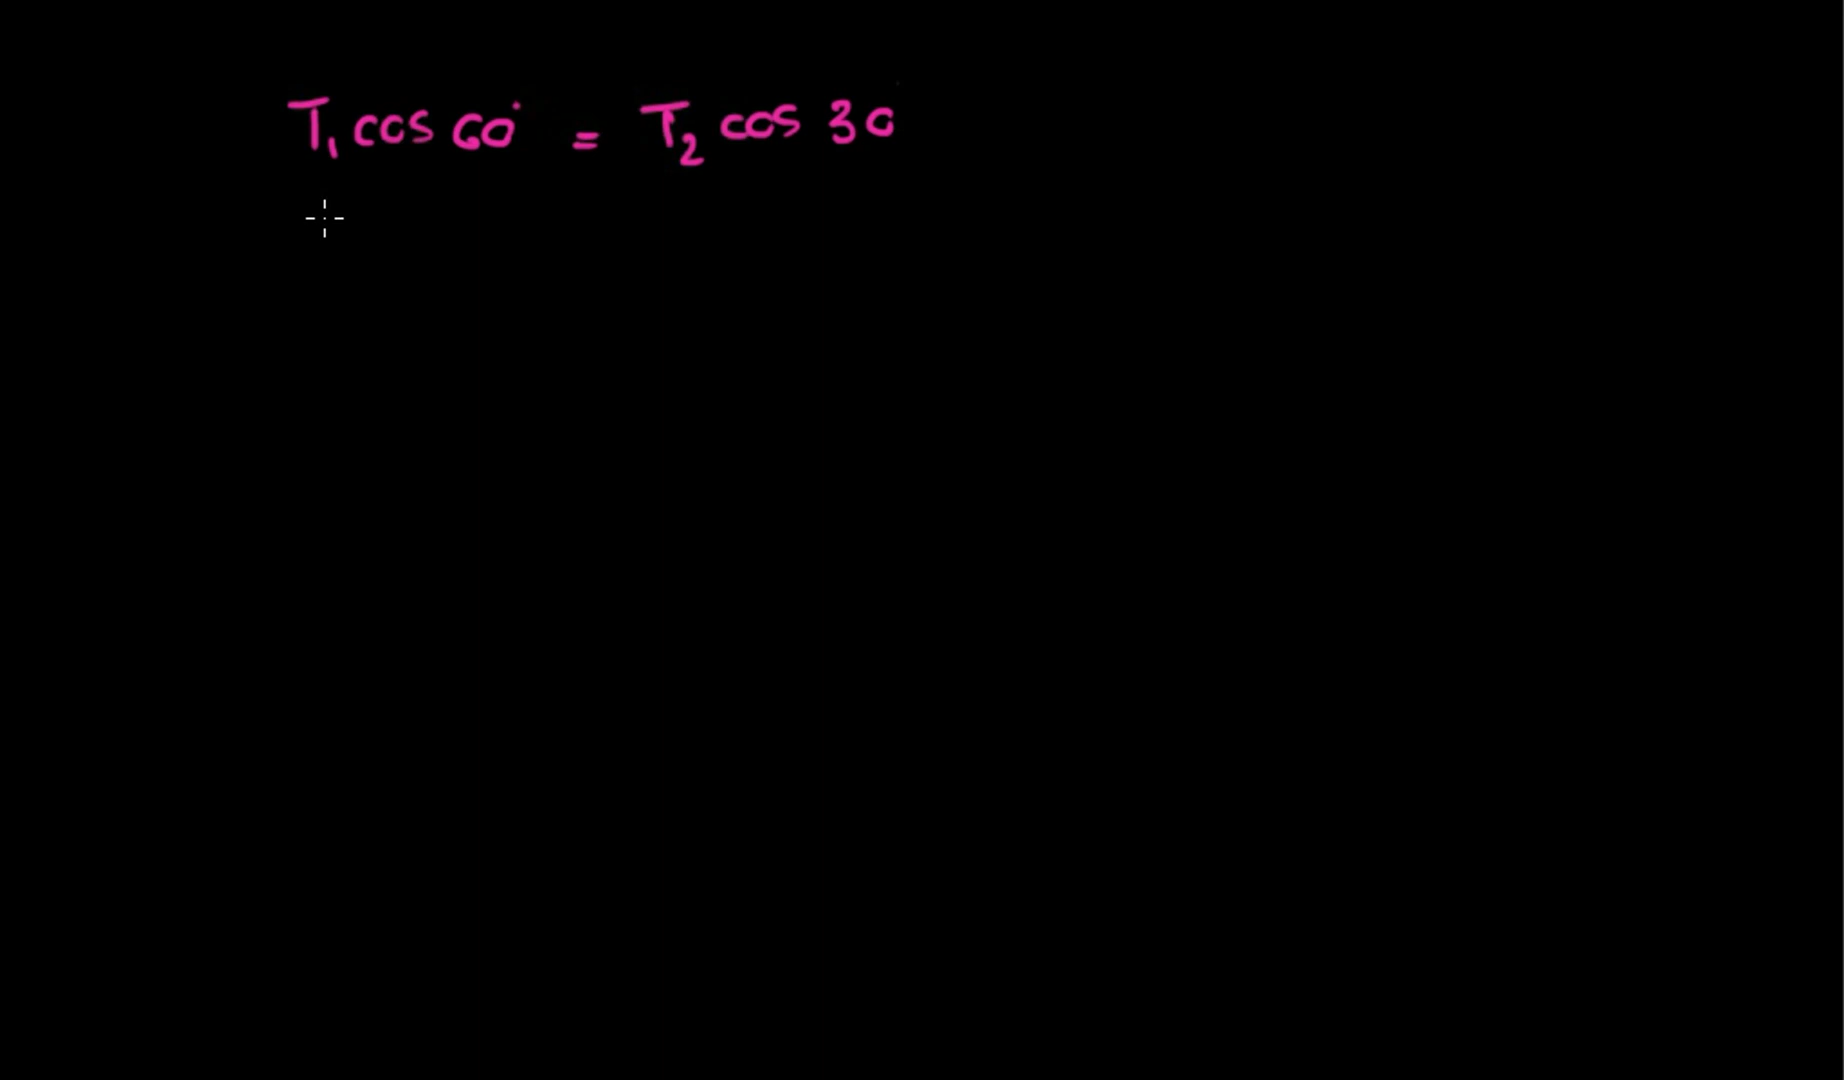 T₁ cos 60° = T₂ cos 30